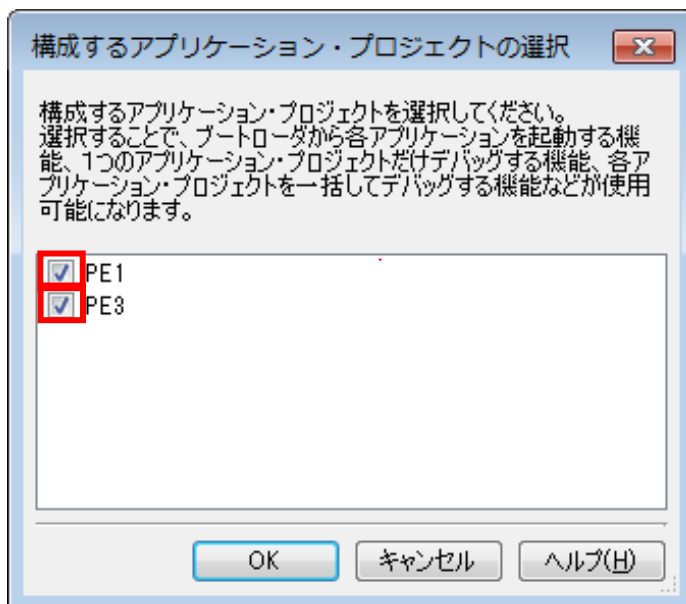 構成するアプリケーション・プロジェクトの選択
構成するアプリケーション・プロジェクトを選択してください。
選択することで、ブートローダから各アプリケーションを起動する機
能、1つのアプリケーション・プロジェクトだけデバッグする機能、各ア
プリケーション・プロジェクトを一括してデバッグする機能などが使用
可能になります。
PE1
PE3
OK キャンセル ヘルプ(H)